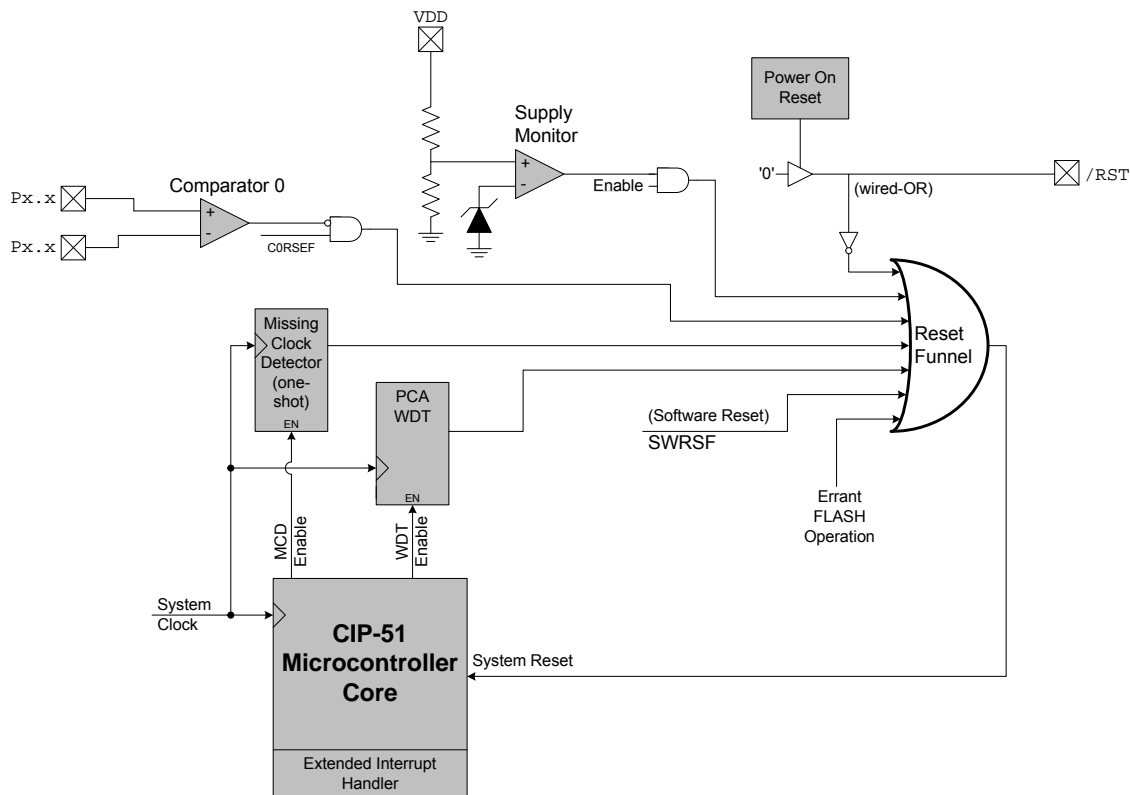 VDD
Power On
Reset
Supply
Monitor
+
-
Enable
'0'
(wired-OR)
/RST
Comparator 0
Px.x
Px.x
+
-
C0RSEF
Missing
Clock
Detector
(one-
shot)
EN
PCA
WDT
EN
Reset
Funnel
(Software Reset)
SWRSF
Errant
FLASH
Operation
MCD
Enable
WDT
Enable
System
Clock
CIP-51
Microcontroller
Core
System Reset
Extended Interrupt
Handler